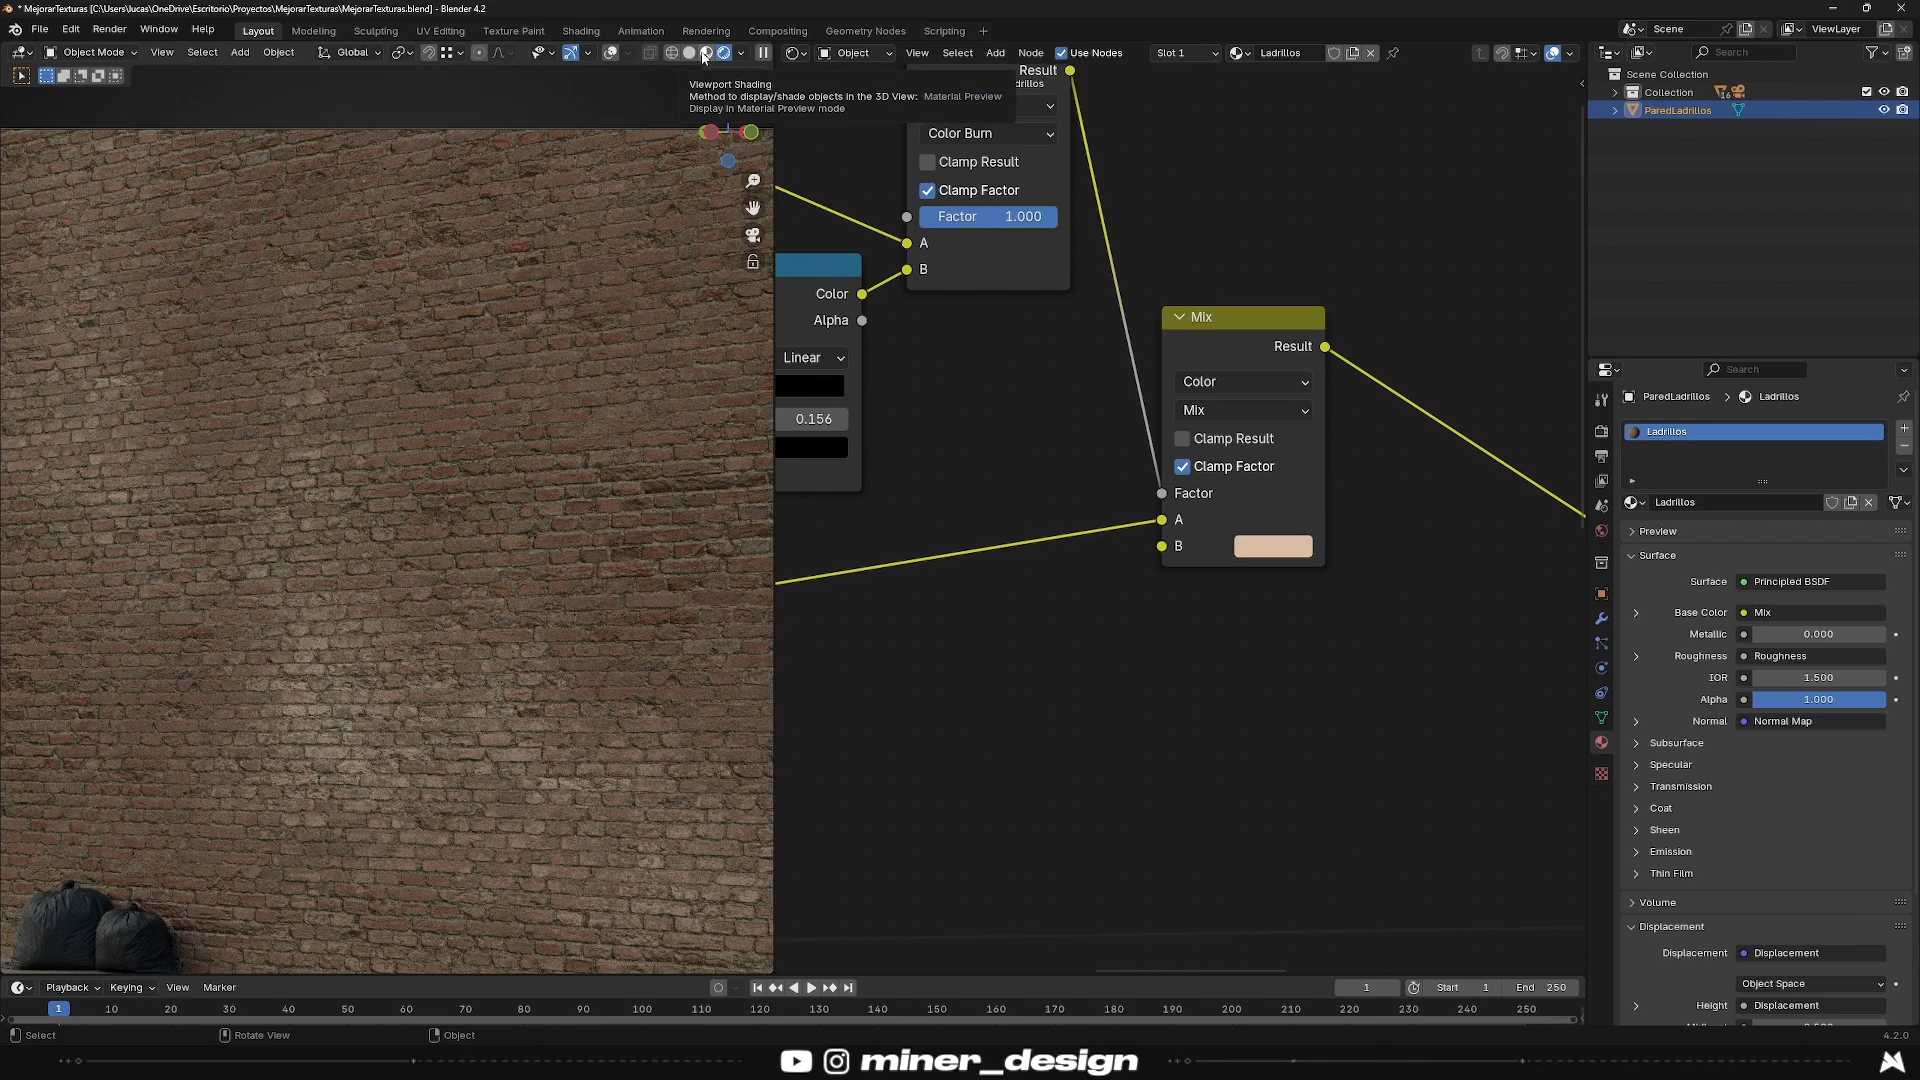 * MejorarTexturas [C:\Users\lucas\OneDrive\Escritorio\Proyectos\MejorarTexturas\MejorarTexturas.blend] - Blender 4.2
File Edit Render Window Help Layout Modeling Sculpting UV Editing Texture Paint Shading Animation Rendering Compositing Geometry Nodes Scripting + Scene ViewLayer
Object Mode View Select Add Object Global Object View Select Add Node Use Nodes Slot 1 Ladrillos Search
Viewport Shading
Method to display/shade objects in the 3D View: Material Preview
Display in Material Preview mode
Result
drillos
Color Burn
Clamp Result
Clamp Factor
Factor 1.000
A
B
Color
Alpha
Linear
0.156
Mix
Result
Color
Mix
Clamp Result
Clamp Factor
Factor
A
B
Scene Collection
Collection 16
ParedLadrillos
Search
ParedLadrillos > Ladrillos
Ladrillos
Ladrillos
Preview
Surface
Surface Principled BSDF
Base Color Mix
Metallic 0.000
Roughness Roughness
IOR 1.500
Alpha 1.000
Normal Normal Map
Subsurface
Specular
Transmission
Coat
Sheen
Emission
Thin Film
Volume
Displacement
Displacement Displacement
Object Space
Height Displacement
Playback Keying View Marker 1 Start 1 End 250
1 10 20 30 40 50 60 70 80 90 100 110 120 130 140 150 160 170 180 190 200 210 220 230 240 250
Select Rotate View Object 4.2.0
miner_design